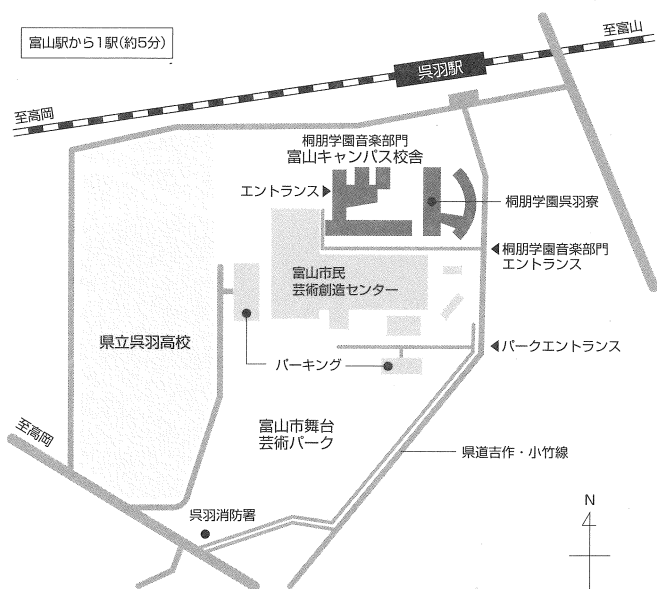 富山駅から1駅(約5分)
至富山
呉羽駅
至高岡
桐朋学園音楽部門
富山キャンパス校舎
エントランス
桐朋学園呉羽寮
桐朋学園音楽部門
エントランス
富山市民
芸術創造センター
県立呉羽高校
パーキング
パークエントランス
至高岡
富山市舞台
芸術パーク
県道吉作・小竹線
呉羽消防署
N